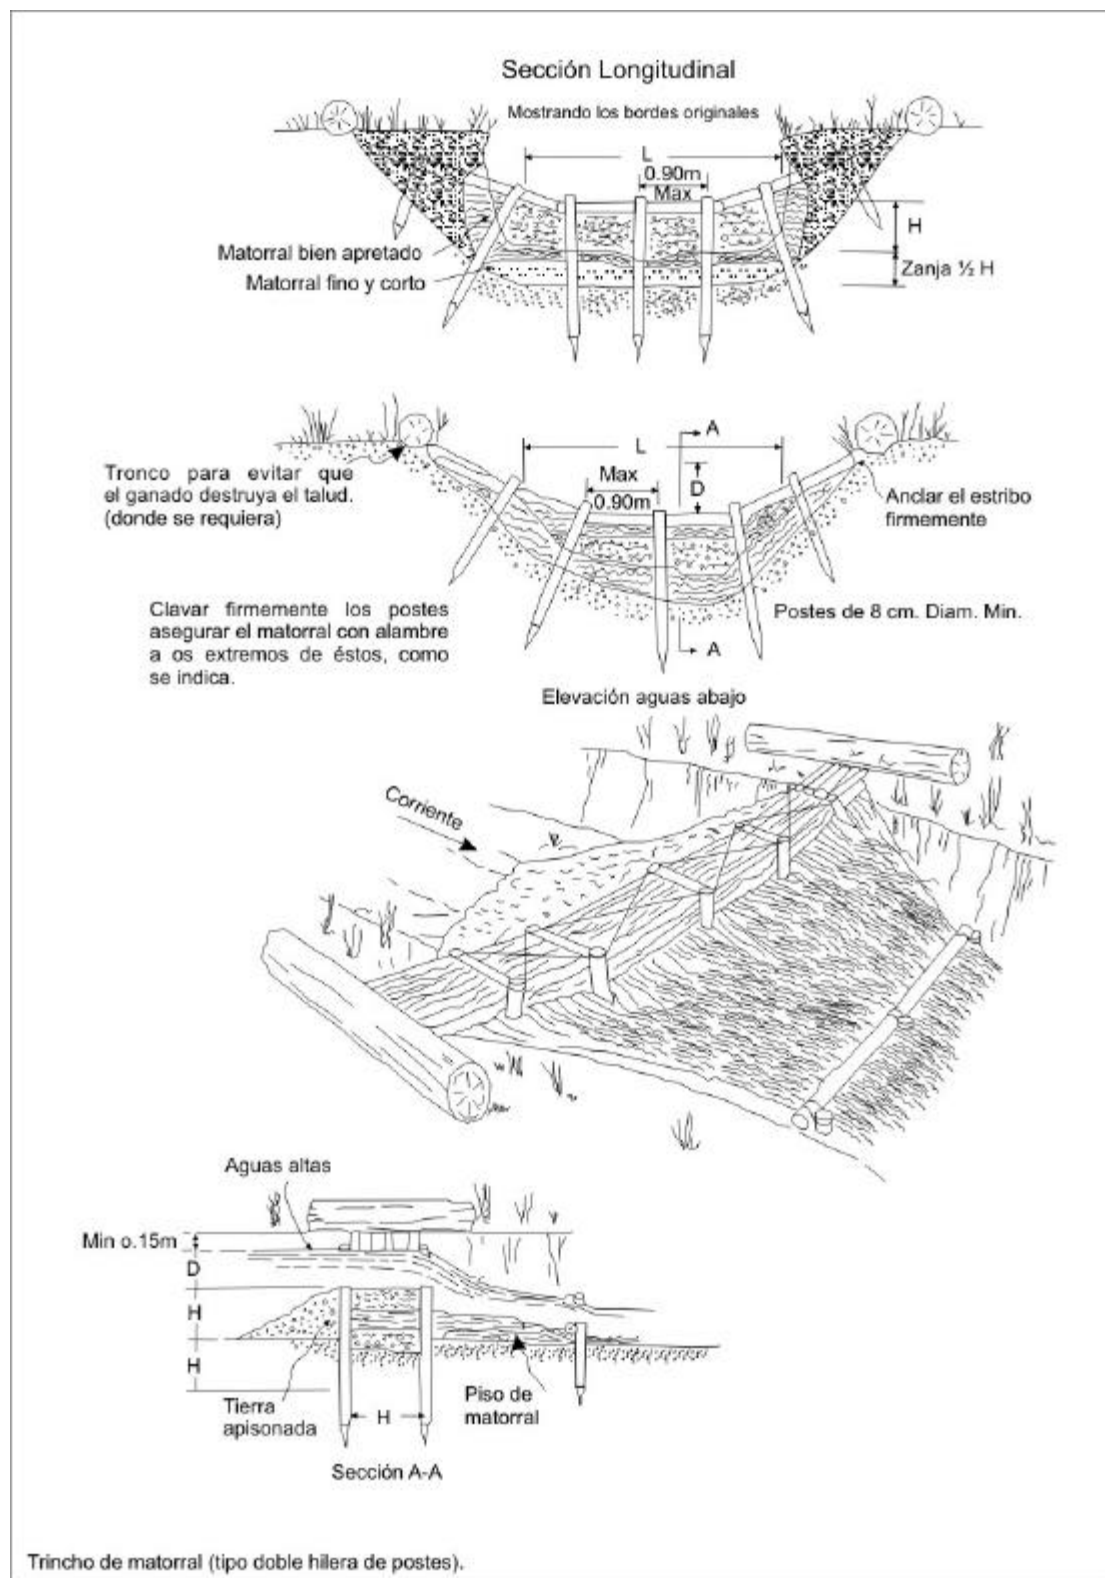 Sección Longitudinal
Mostrando los bordes originales
L
0.90m
Max
H
Matorral bien apretado
Zanja ½ H
Matorral fino y corto
A
L
Tronco para evitar que
el ganado destruya el talud.
(donde se requiera)
Max
0.90m
D
Anclar el estribo
firmemente
Clavar firmemente los postes
asegurar el matorral con alambre
a os extremos de éstos, como
se indica.
Postes de 8 cm. Diam. Min.
A
Elevación aguas abajo
Corriente
Aguas altas
Min o.15m
D
H
H
Tierra
apisonada
H
Piso de
matorral
Sección A-A
Trincho de matorral (tipo doble hilera de postes).